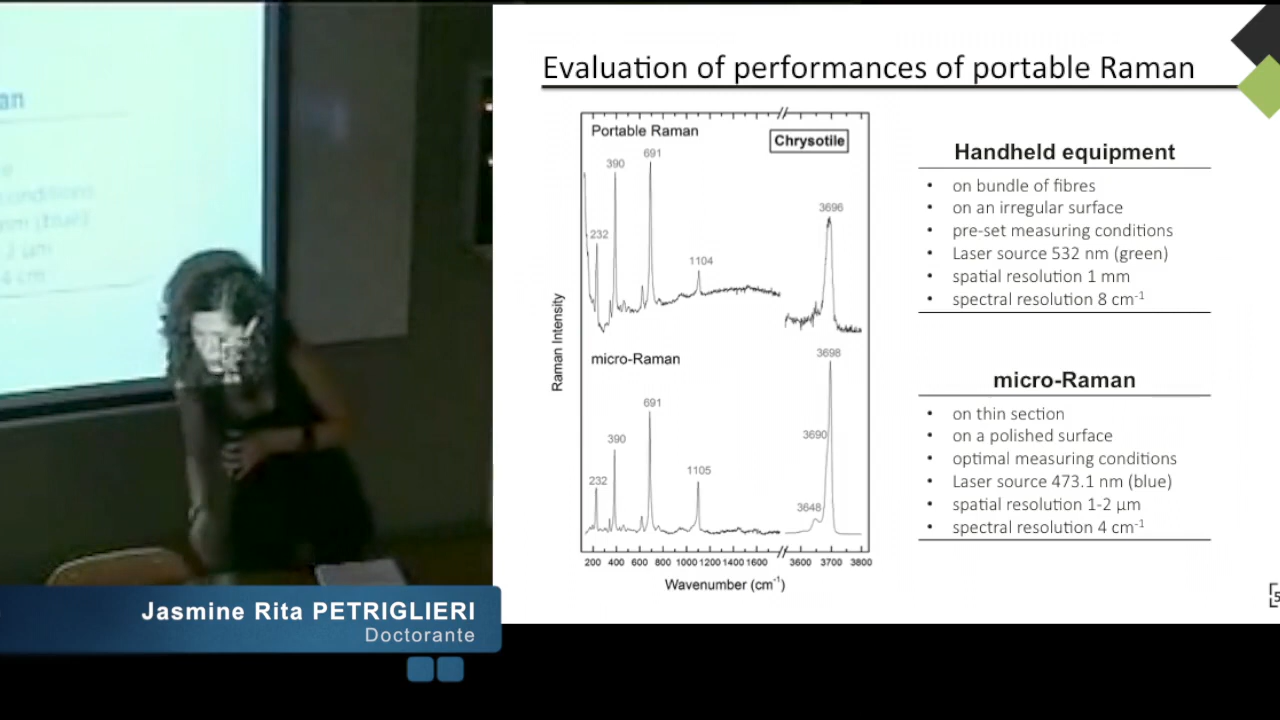 an
Evaluation of performances of portable Raman
Portable Raman
Chrysotile
691
390
232
1104
3696
micro-Raman
691
390
232
1105
3698
3690
3648
Raman Intensity
200 400 600 800 1000 1200 1400 1600 3600 3700 3800
Wavenumber (cm-1)
Handheld equipment
• on bundle of fibres
• on an irregular surface
• pre-set measuring conditions
• Laser source 532 nm (green)
• spatial resolution 1 mm
• spectral resolution 8 cm-1
micro-Raman
• on thin section
• on a polished surface
• optimal measuring conditions
• Laser source 473.1 nm (blue)
• spatial resolution 1-2 µm
• spectral resolution 4 cm-1
Jasmine Rita PETRIGLIERI
Doctorante